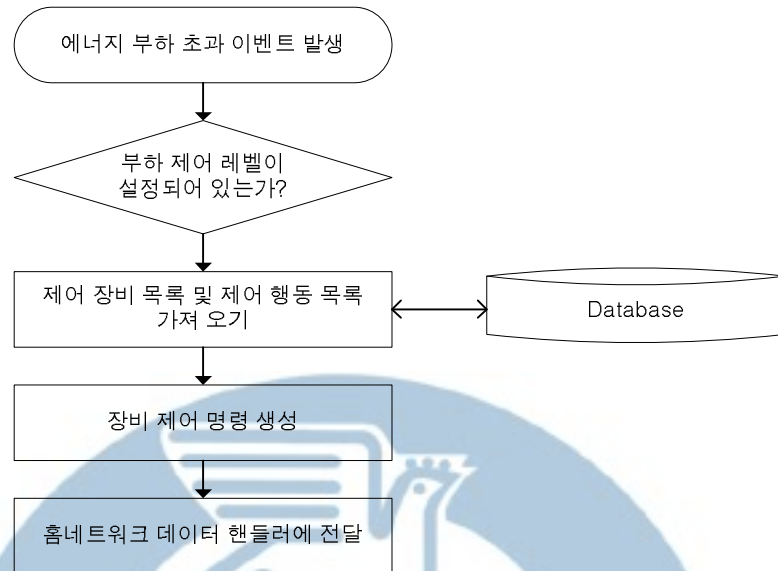 에너지 부하 초과 이벤트 발생
부하 제어 레벨이
설정되어 있는가?
제어 장비 목록 및 제어 행동 목록
가져 오기
Database
장비 제어 명령 생성
홈네트워크 데이터 핸들러에 전달